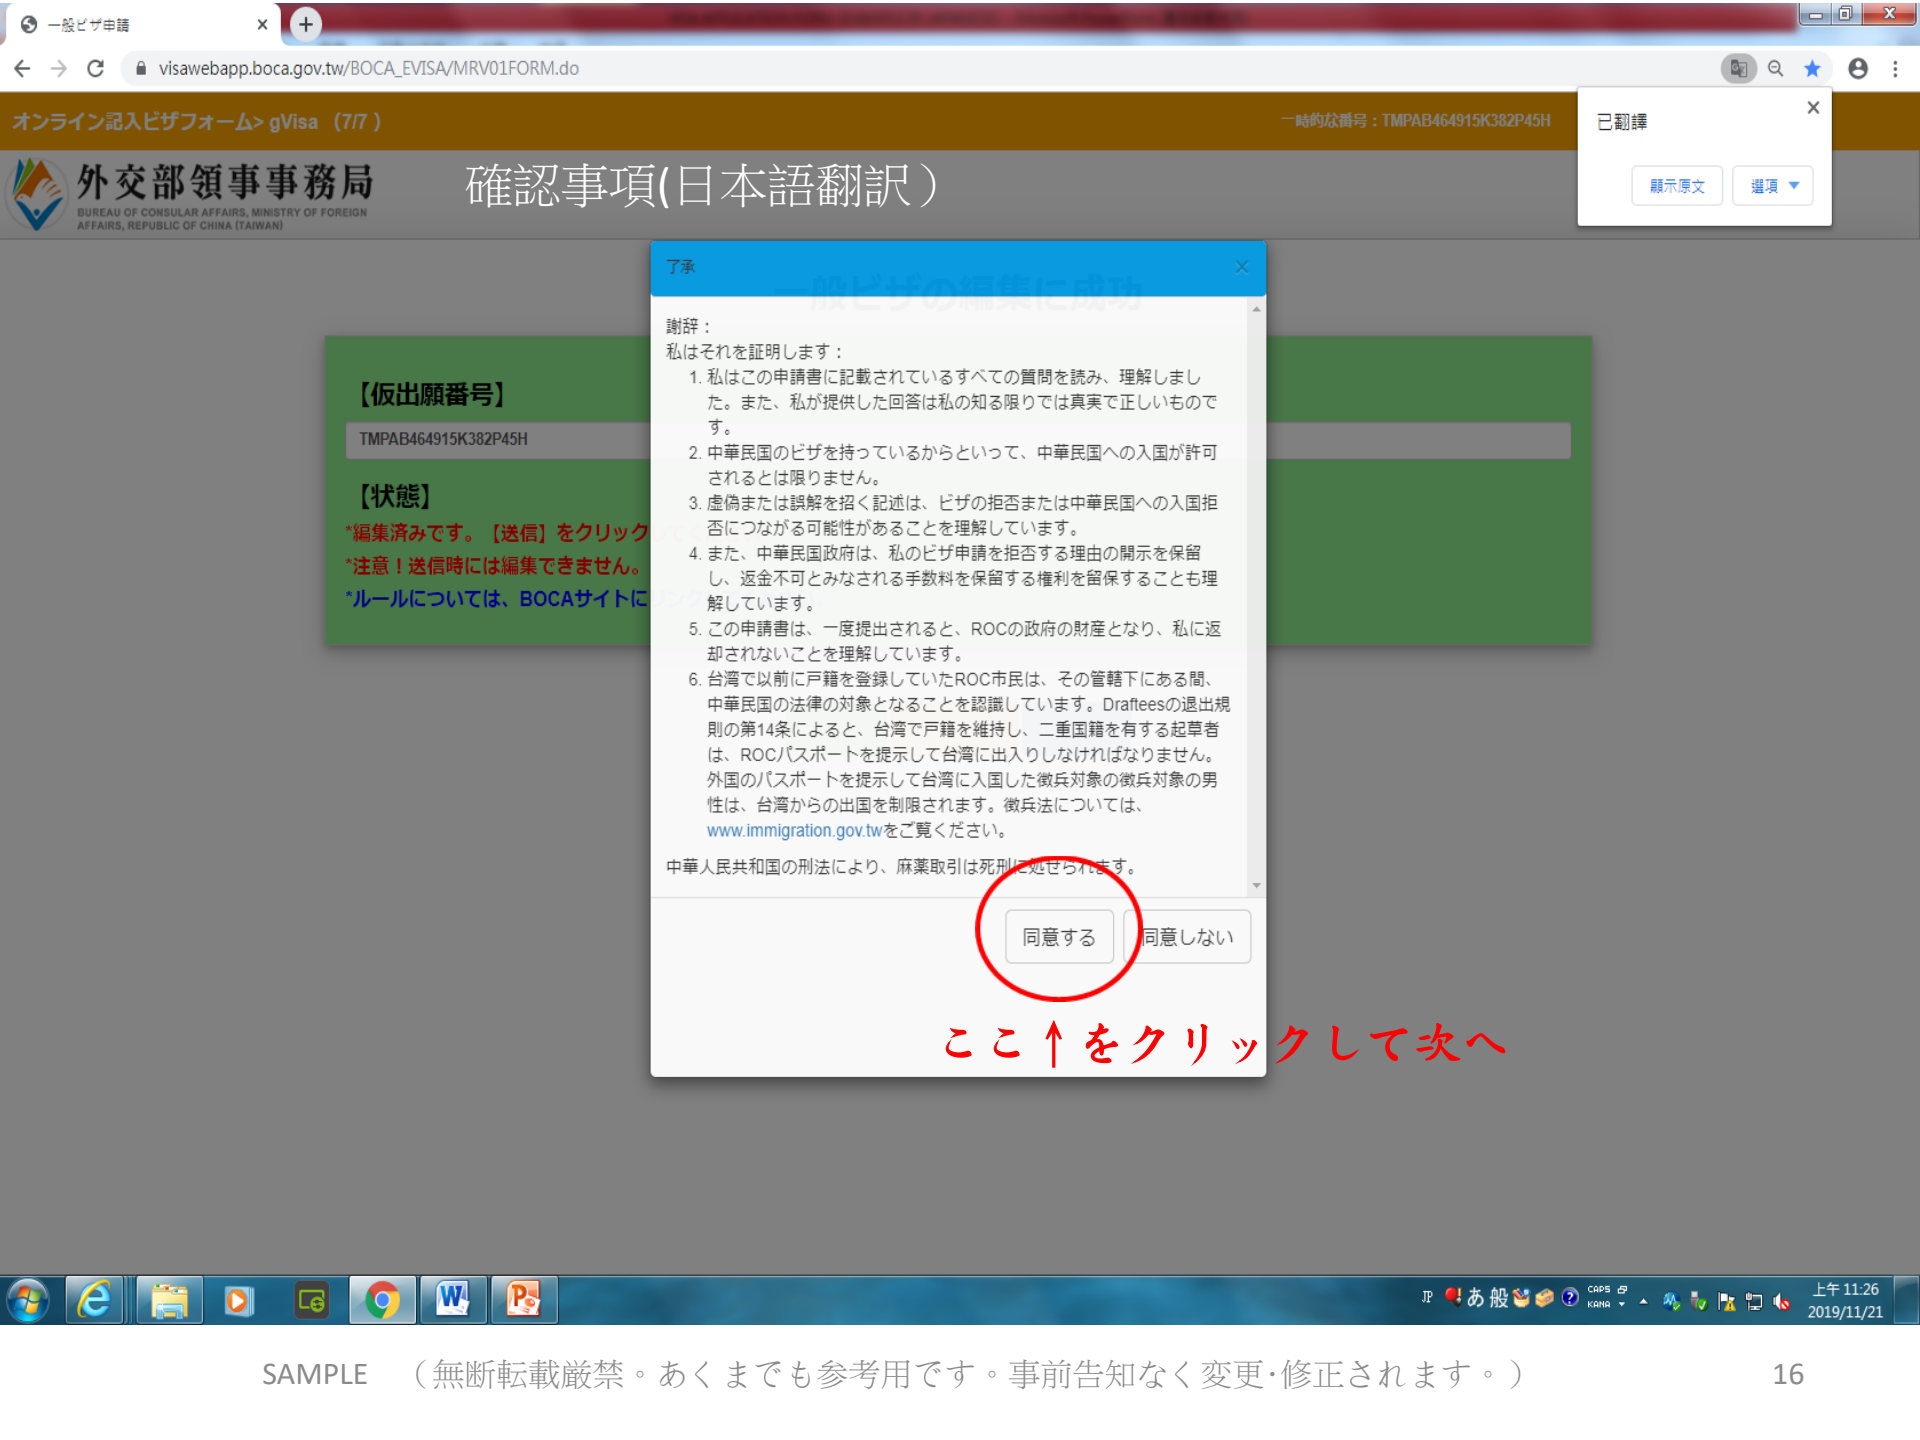 一般ビザ申請
visawebapp.boca.gov.tw/BOCA_EVISA/MRV01FORM.do
オンライン記入ビザフォーム> gVisa （7/7 ）
一時的な番号：TMPAB464915K382P45H
已翻譯
顯示原文
選項
外交部領事事務局
BUREAU OF CONSULAR AFFAIRS, MINISTRY OF FOREIGN
AFFAIRS, REPUBLIC OF CHINA (TAIWAN)
確認事項(日本語翻訳）
了承
一般ビザの編集に成功
謝辞：
私はそれを証明します：
1. 私はこの申請書に記載されているすべての質問を読み、理解しまし
た。また、私が提供した回答は私の知る限りでは真実で正しいもので
す。
2. 中華民国のビザを持っているからといって、中華民国への入国が許可
されるとは限りません。
3. 虚偽または誤解を招く記述は、ビザの拒否または中華民国への入国拒
否につながる可能性があることを理解しています。
4. また、中華民国政府は、私のビザ申請を拒否する理由の開示を保留
し、返金不可とみなされる手数料を保留する権利を留保することも理
解しています。
5. この申請書は、一度提出されると、ROCの政府の財産となり、私に返
却されないことを理解しています。
6. 台湾で以前に戸籍を登録していたROC市民は、その管轄下にある間、
中華民国の法律の対象となることを認識しています。Drafteesの退出規
則の第14条によると、台湾で戸籍を維持し、二重国籍を有する起草者
は、ROCパスポートを提示して台湾に出入りしなければなりません。
外国のパスポートを提示して台湾に入国した徴兵対象の徴兵対象の男
性は、台湾からの出国を制限されます。徴兵法については、
www.immigration.gov.twをご覧ください。
中華人民共和国の刑法により、麻薬取引は死刑に処せられます。
同意する
同意しない
【仮出願番号】
TMPAB464915K382P45H
【状態】
*編集済みです。【送信】をクリック
*注意！送信時には編集できません。
*ルールについては、BOCAサイトに
ここ↑をクリックして次へ
JP あ 般
CAPS
KANA
上午 11:26
2019/11/21
SAMPLE （無断転載厳禁。あくまでも参考用です。事前告知なく変更･修正されます。）
16